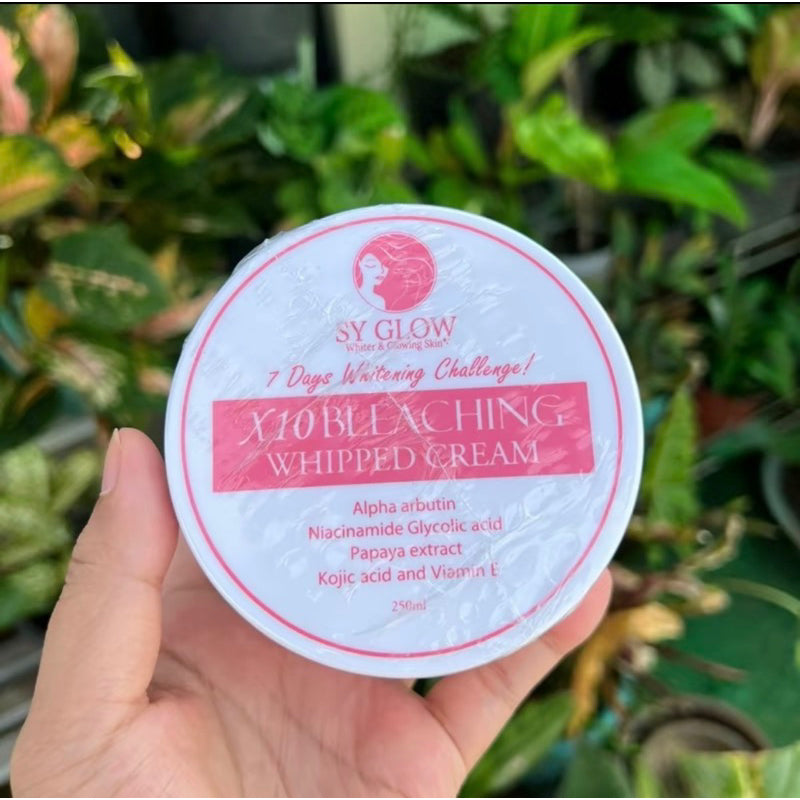 SY GLOW
Whiter & Glowing Skin
7 Days Whitening Challenge!
X10 BLEACHING
WHIPPED CREAM
Alpha arbutin
Niacinamide Glycolic acid
Papaya extract
Kojic acid and Viamin E
250ml